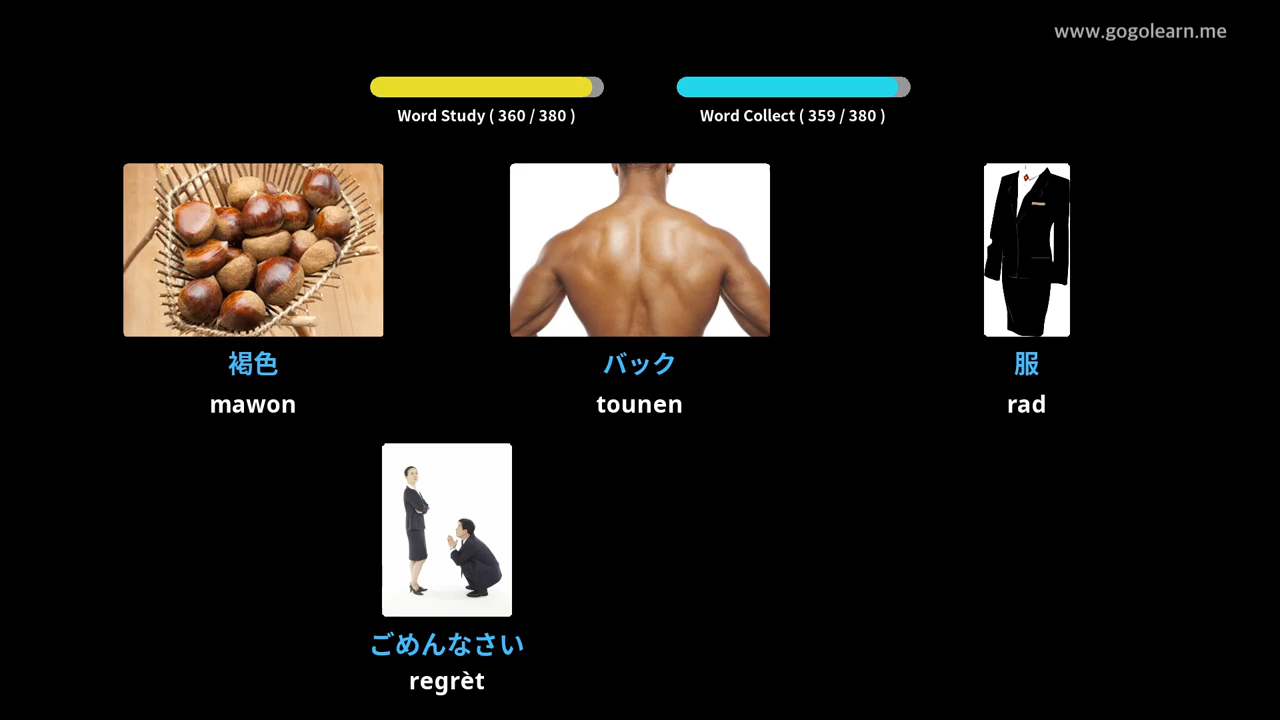 www.gogolearn.me
Word Study ( 360 / 380 )
Word Collect ( 359 / 380 )
褐色
バック
服
mawon
tounen
rad
ごめんなさい
regrèt